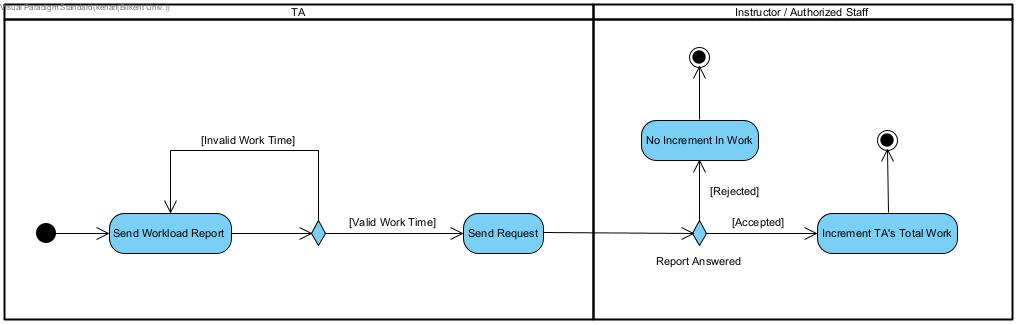 Visual Paradigm Standard(kenan(Bilkent Univ.))
TA
Instructor / Authorized Staff
No Increment In Work
[Invalid Work Time]
[Rejected]
[Valid Work Time]
[Accepted]
Send Workload Report
Send Request
Increment TA's Total Work
Report Answered